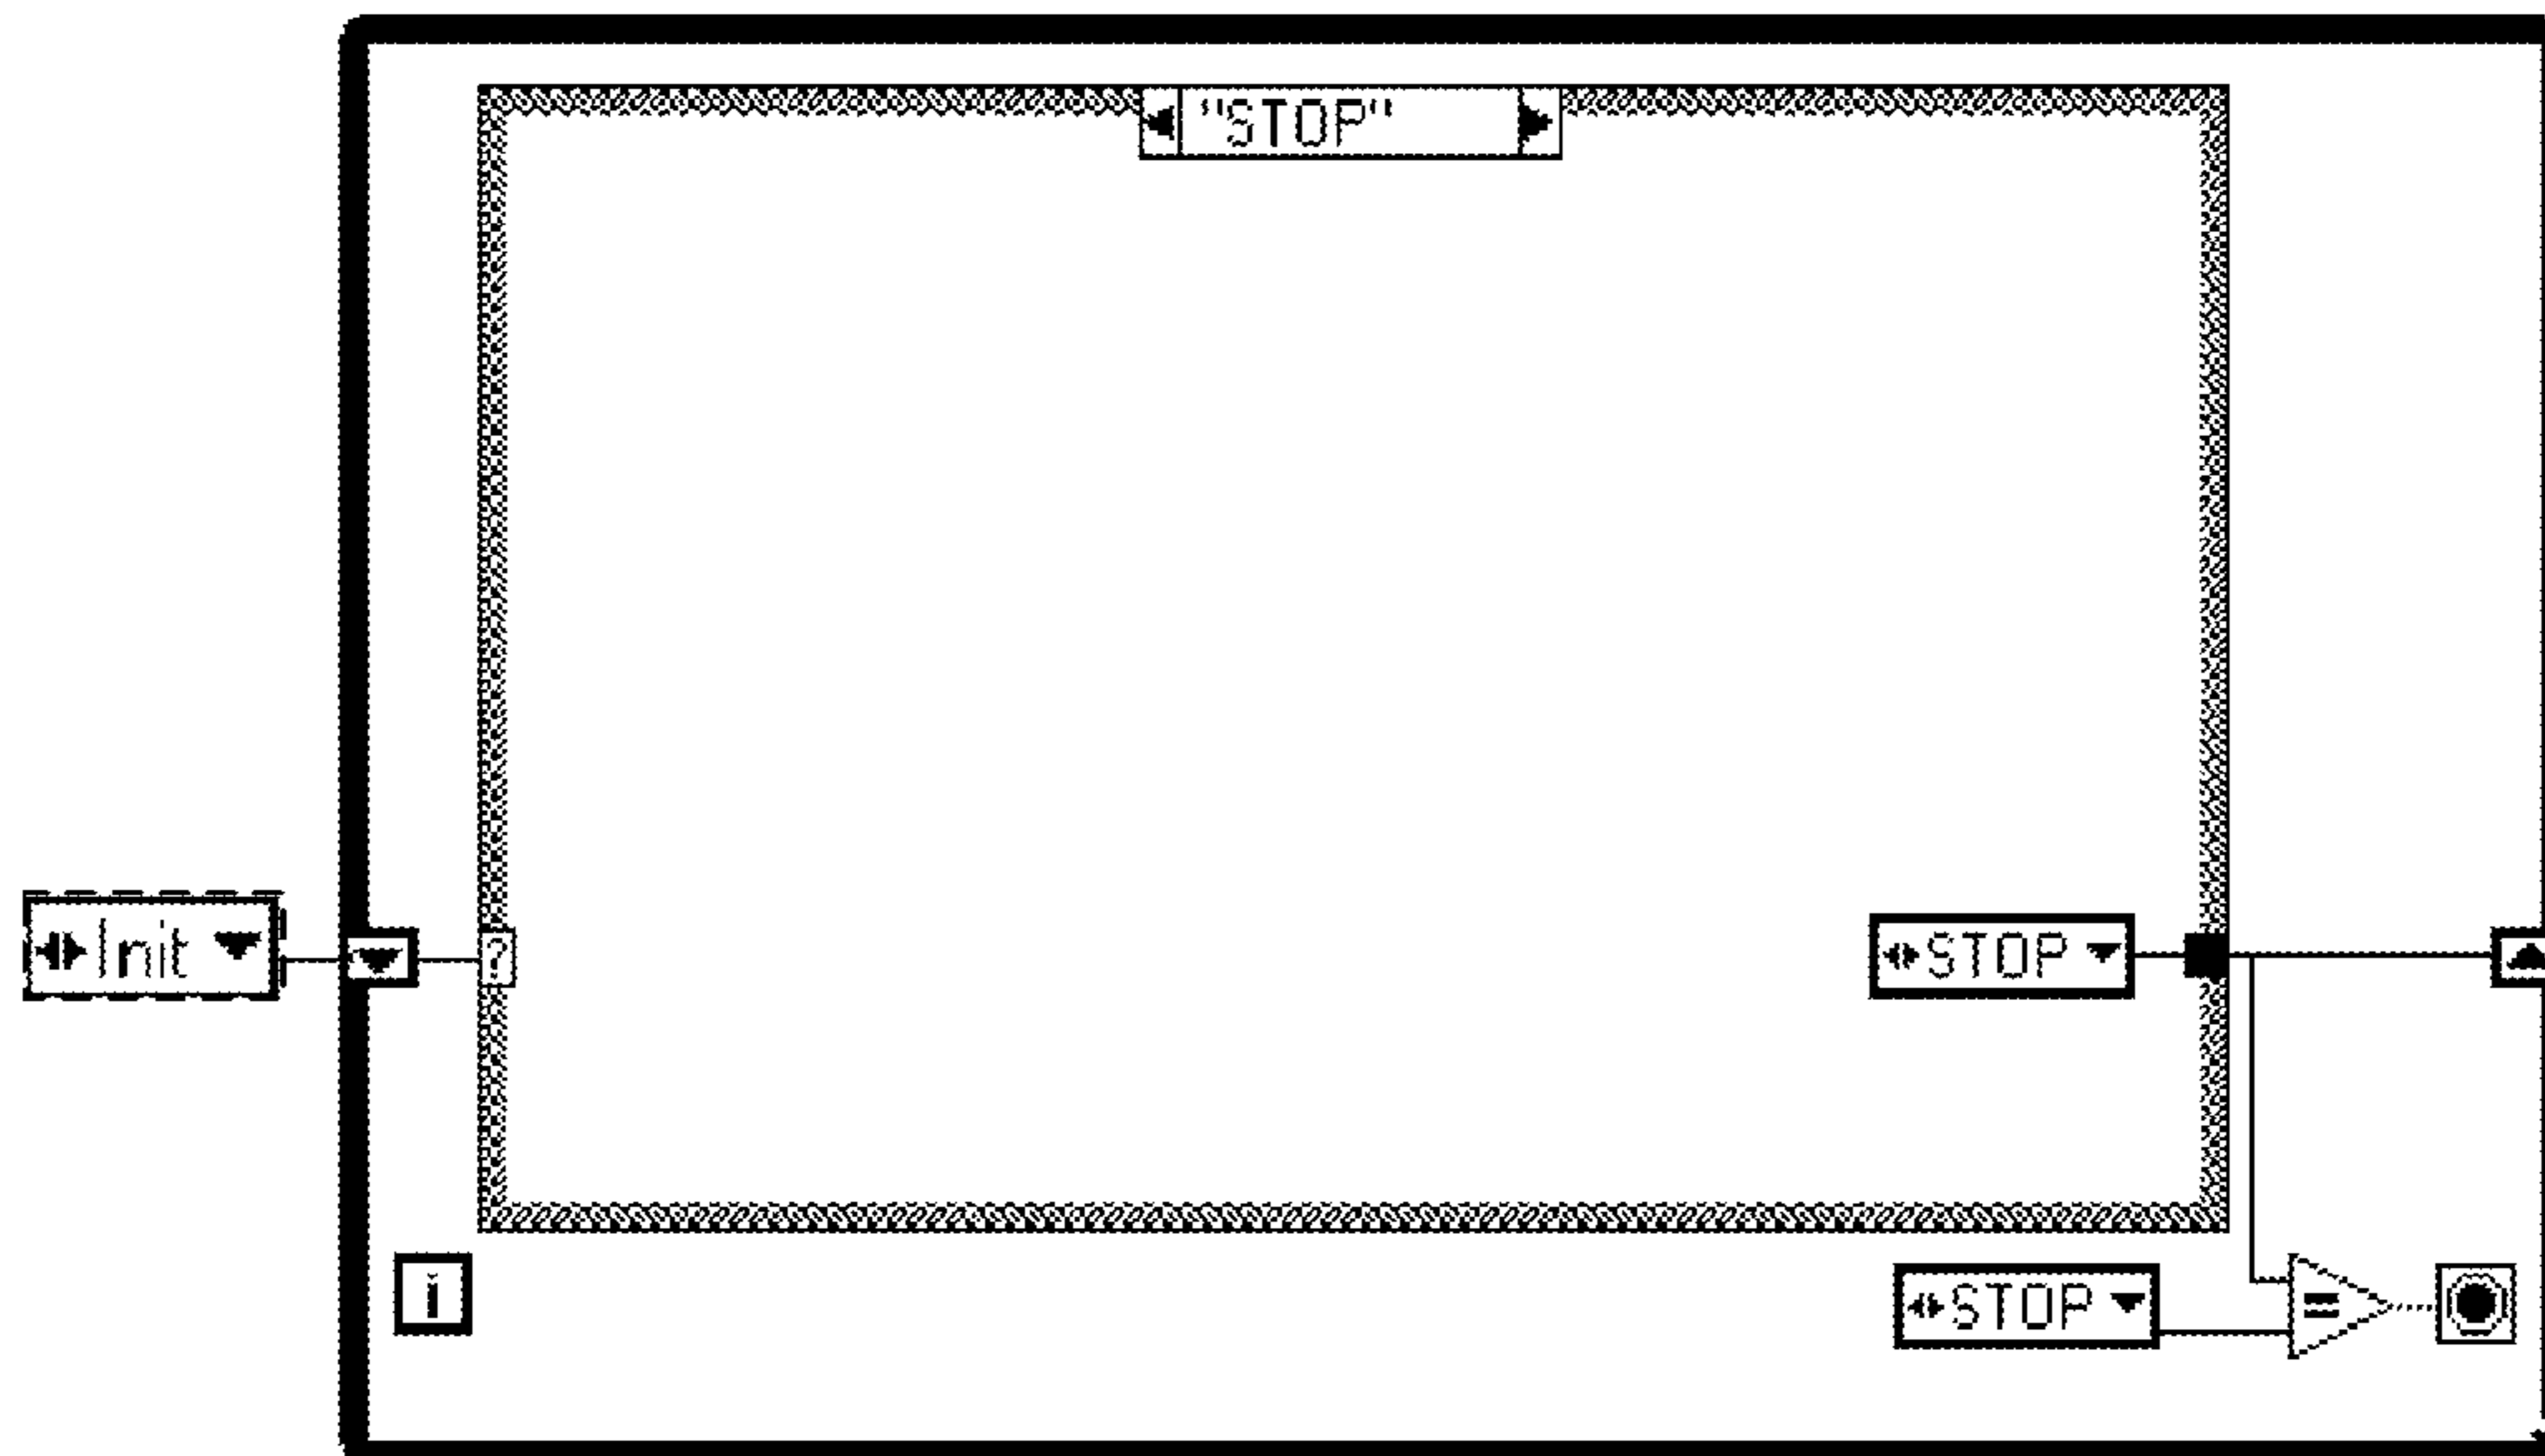 "STOP"
Init
?
STOP
i
STOP
=